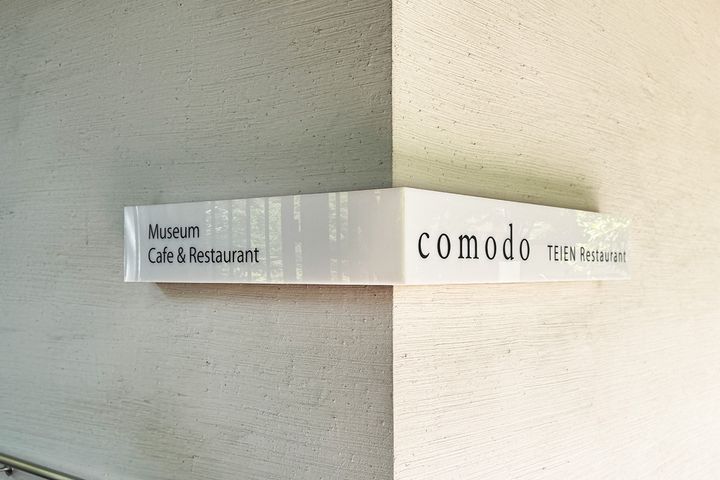 Museum
Cafe & Restaurant
comodo TEIEN Restaurant